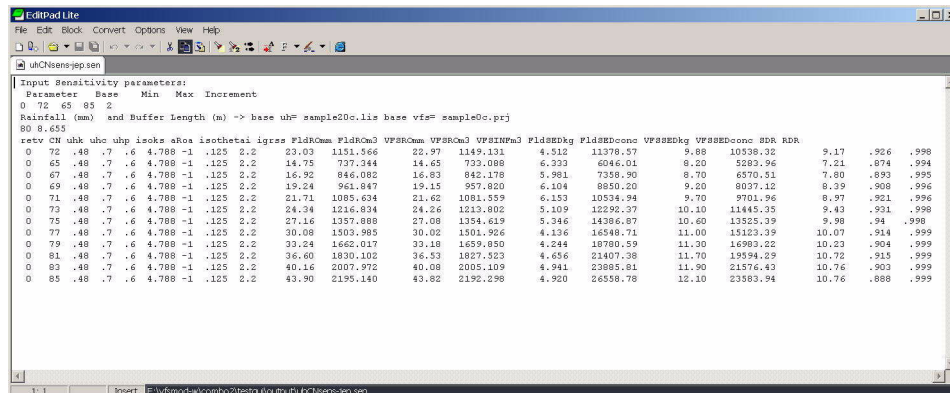 EditPad Lite
File Edit Block Convert Options View Help
uhCNsens-jep.sen
Input Sensitivity parameters:
Parameter Base Min Max Increment
0 72 65 85 2
Rainfall (mm) and Buffer Length (m) -> base uh= sample20c.lis base vfs= sample0c.prj
80 8.655
retv CN uhk uhc uhp isoks aRoa isothetai igrss FldROmm FldROm3 VFSROmm VFSROm3 VFSINFm3 FldSEDkg FldSEDconc VFSSEDkg VFSSEDconc SDR RDR
0 72 .48 .7 .6 4.788 -1 .125 2.2 23.03 1151.566 22.97 1149.131 4.512 11378.57 9.88 10538.32 9.17 .926 .998
0 65 .48 .7 .6 4.788 -1 .125 2.2 14.75 737.344 14.65 733.088 6.333 6046.01 8.20 5283.96 7.21 .874 .994
0 67 .48 .7 .6 4.788 -1 .125 2.2 16.92 846.082 16.83 842.178 5.981 7358.90 8.70 6570.51 7.80 .893 .995
0 69 .48 .7 .6 4.788 -1 .125 2.2 19.24 961.847 19.15 957.820 6.104 8850.20 9.20 8037.12 8.39 .908 .996
0 71 .48 .7 .6 4.788 -1 .125 2.2 21.71 1085.634 21.62 1081.559 6.153 10534.94 9.70 9701.96 8.97 .921 .996
0 73 .48 .7 .6 4.788 -1 .125 2.2 24.34 1216.834 24.26 1213.802 5.109 12292.37 10.10 11445.35 9.43 .931 .998
0 75 .48 .7 .6 4.788 -1 .125 2.2 27.16 1357.888 27.08 1354.619 5.346 14386.87 10.60 13525.39 9.98 .94 .998
0 77 .48 .7 .6 4.788 -1 .125 2.2 30.08 1503.985 30.02 1501.926 4.136 16548.71 11.00 15123.39 10.07 .914 .999
0 79 .48 .7 .6 4.788 -1 .125 2.2 33.24 1662.017 33.18 1659.850 4.244 18780.59 11.30 16983.22 10.23 .904 .999
0 81 .48 .7 .6 4.788 -1 .125 2.2 36.60 1830.102 36.53 1827.523 4.656 21407.38 11.70 19594.29 10.72 .915 .999
0 83 .48 .7 .6 4.788 -1 .125 2.2 40.16 2007.972 40.08 2005.109 4.941 23885.81 11.90 21576.43 10.76 .903 .999
0 85 .48 .7 .6 4.788 -1 .125 2.2 43.90 2195.140 43.82 2192.298 4.920 26558.78 12.10 23583.94 10.76 .888 .999
1: 1 Insert E:\vfsmod-w\combo2\testgui\output\uhCNsens-jep.sen